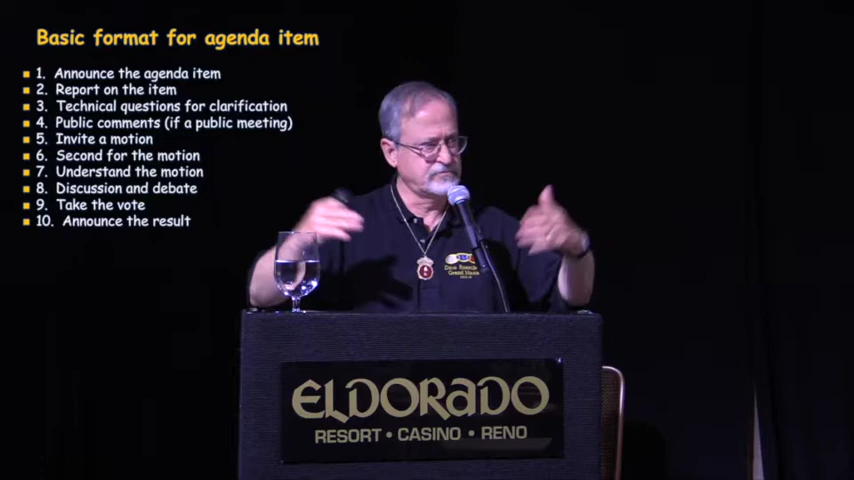 Basic format for agenda item
1. Announce the agenda item
2. Report on the item
3. Technical questions for clarification
4. Public comments (if a public meeting)
5. Invite a motion
6. Second for the motion
7. Understand the motion
8. Discussion and debate
9. Take the vote
10. Announce the result
ELDORADO
RESORT • CASINO • RENO